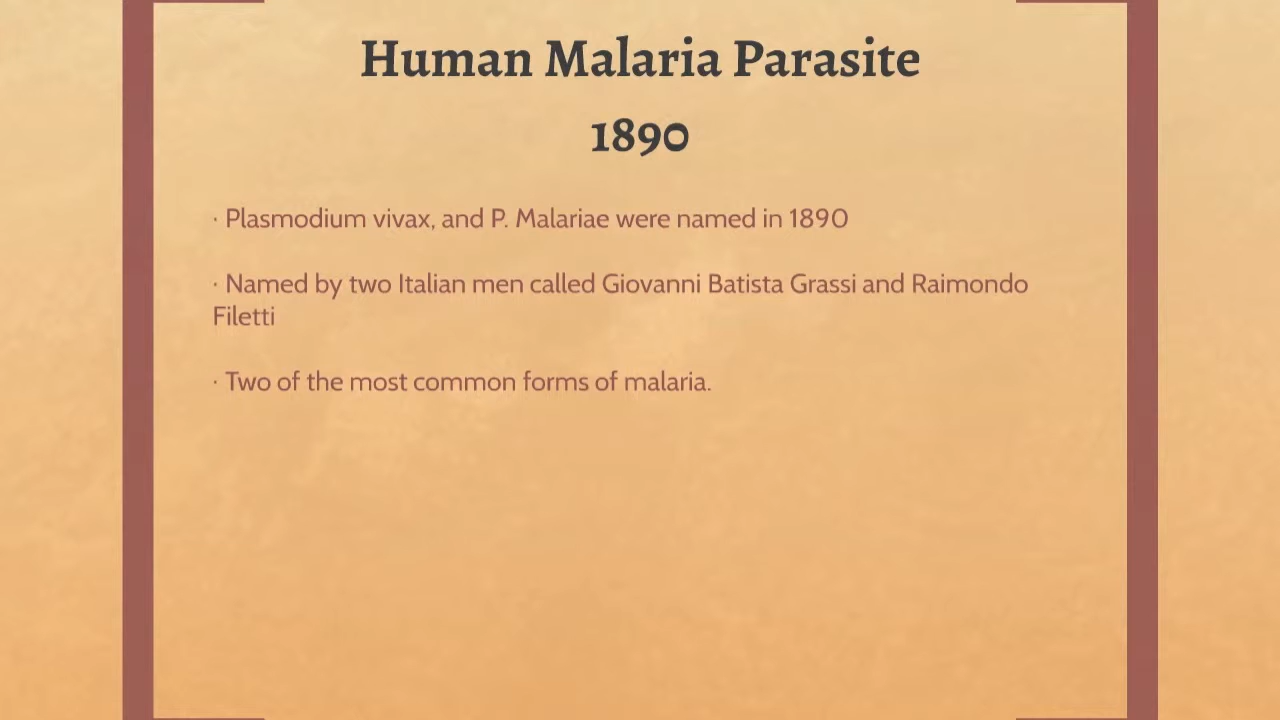 Human Malaria Parasite
1890
· Plasmodium vivax, and P. Malariae were named in 1890
· Named by two Italian men called Giovanni Batista Grassi and Raimondo
Filetti
· Two of the most common forms of malaria.